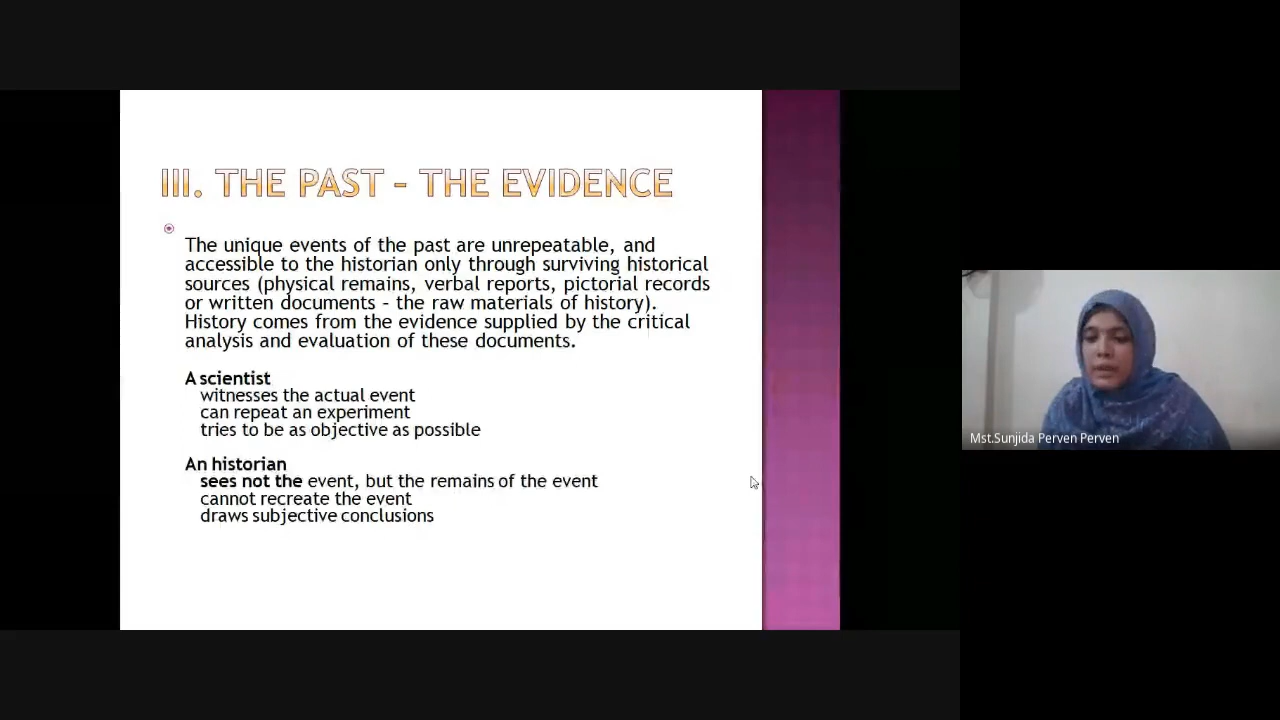 III. THE PAST – THE EVIDENCE
The unique events of the past are unrepeatable, and
accessible to the historian only through surviving historical
sources (physical remains, verbal reports, pictorial records
or written documents – the raw materials of history).
History comes from the evidence supplied by the critical
analysis and evaluation of these documents.
A scientist
witnesses the actual event
can repeat an experiment
tries to be as objective as possible
An historian
sees not the event, but the remains of the event
cannot recreate the event
draws subjective conclusions
Mst.Sunjida Perven Perven